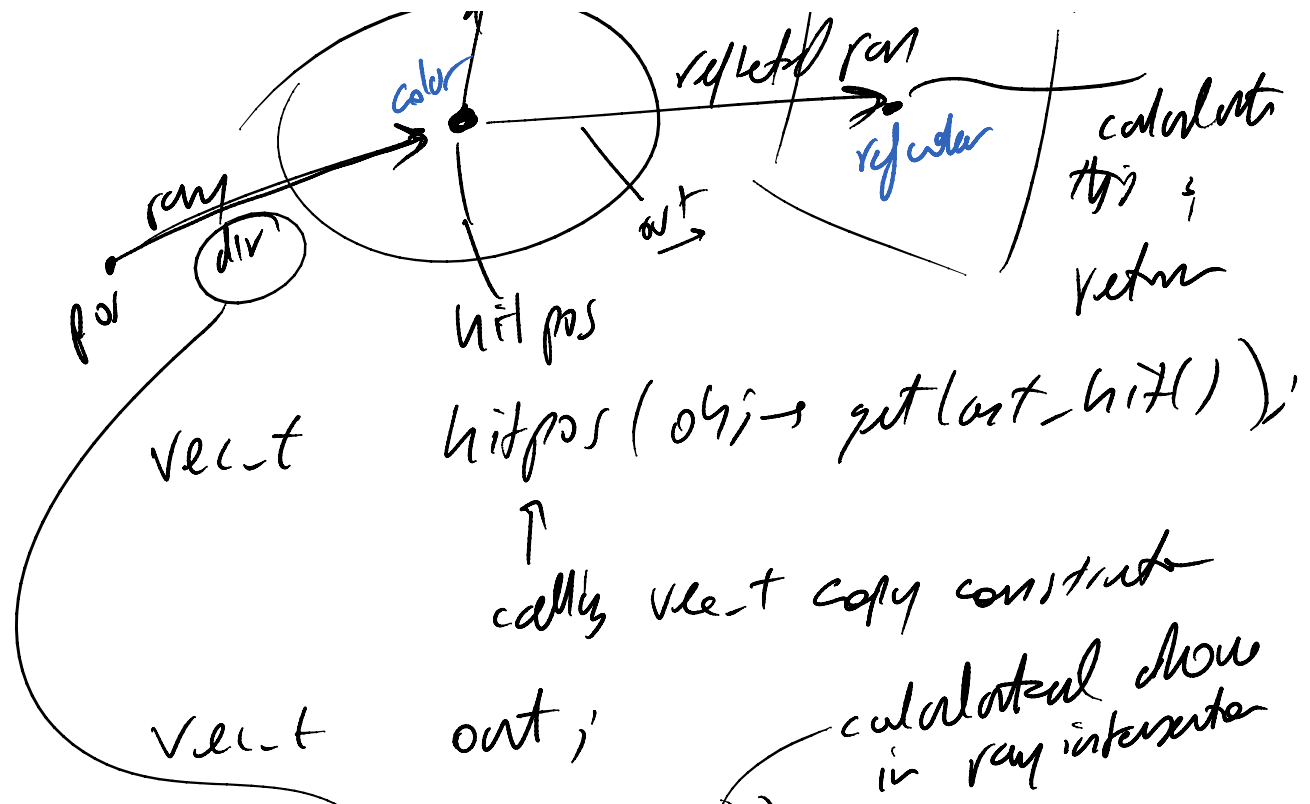 color
reflected ray
ray
refcolor
calculate
this ;
dir
out
return
pos
hitpos
vec_t hitpos(obj→getlast_hit());
calling vec_t copy constructor
calculated above
vec_t out;
in ray intersection